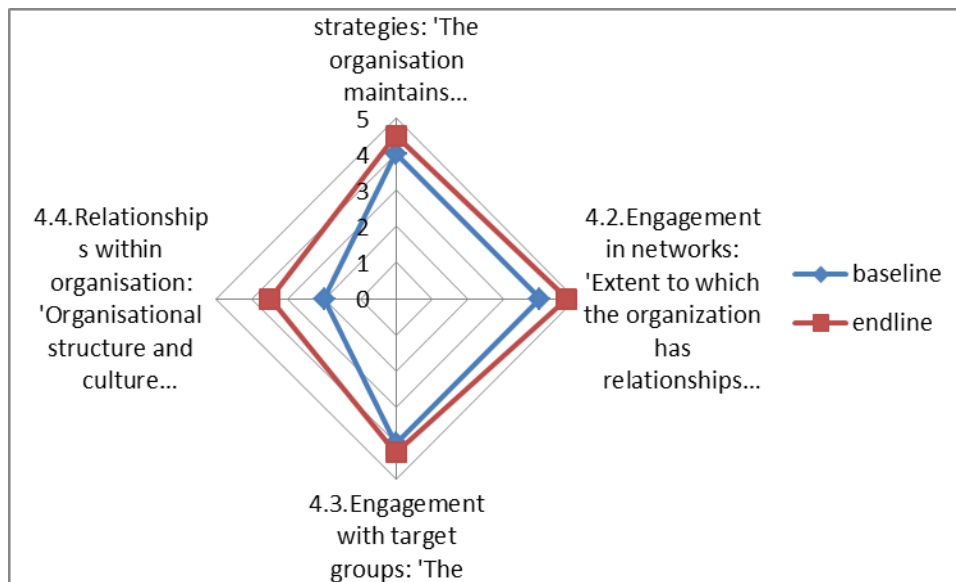 strategies: 'The
organisation
maintains...
5
4
3
2
1
0
4.4.Relationship
s within
organisation:
'Organisational
structure and
culture...
4.2.Engagement
in networks:
'Extent to which
the organization
has
relationships...
baseline
endline
4.3.Engagement
with target
groups: 'The